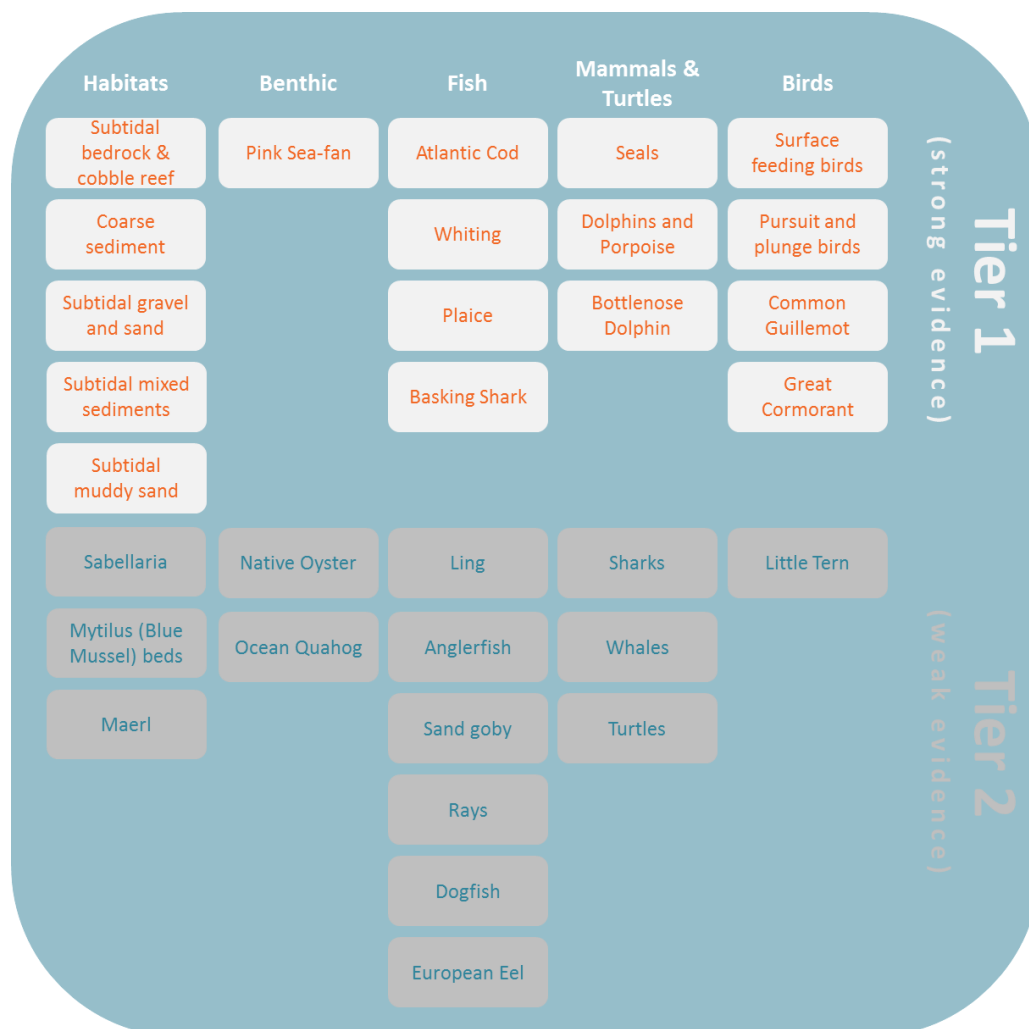 Habitats
Benthic
Fish
Mammals &
Turtles
Birds
Subtidal
bedrock &
cobble reef
Pink Sea-fan
Atlantic Cod
Seals
Surface
feeding birds
Coarse
sediment
Whiting
Dolphins and
Porpoise
Pursuit and
plunge birds
Subtidal gravel
and sand
Plaice
Bottlenose
Dolphin
Common
Guillemot
Subtidal mixed
sediments
Basking Shark
Great
Cormorant
Subtidal
muddy sand
Tier 1
(strong evidence)
Sabellaria
Native Oyster
Ling
Sharks
Little Tern
Mytilus (Blue
Mussel) beds
Ocean Quahog
Anglerfish
Whales
Maerl
Sand goby
Turtles
Rays
Dogfish
European Eel
Tier 2
(weak evidence)